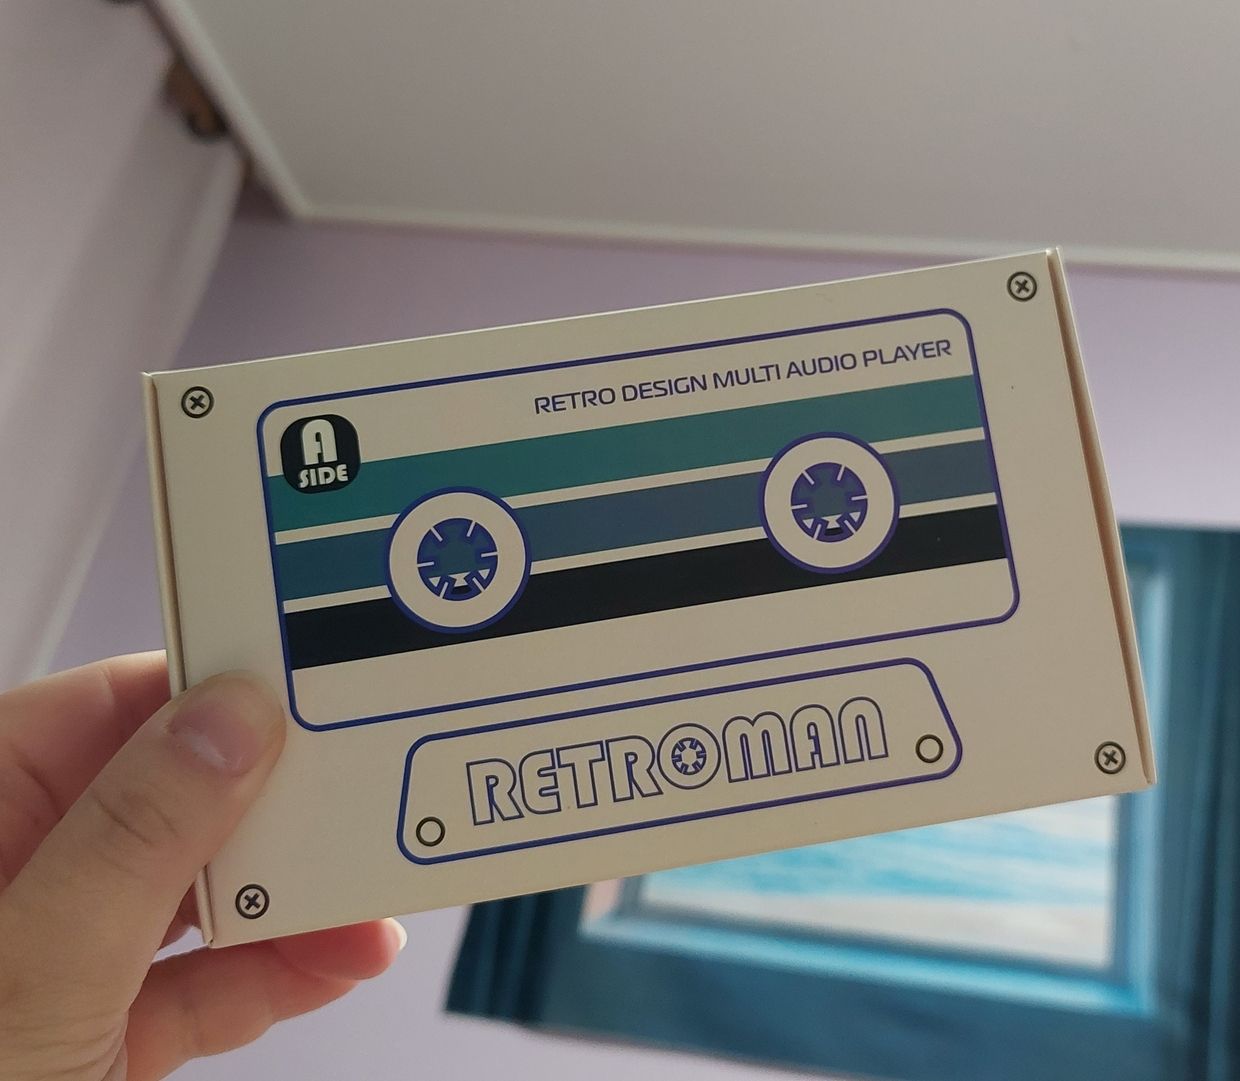 RETRO DESIGN MULTI AUDIO PLAYER
A
SIDE
RETROMAN